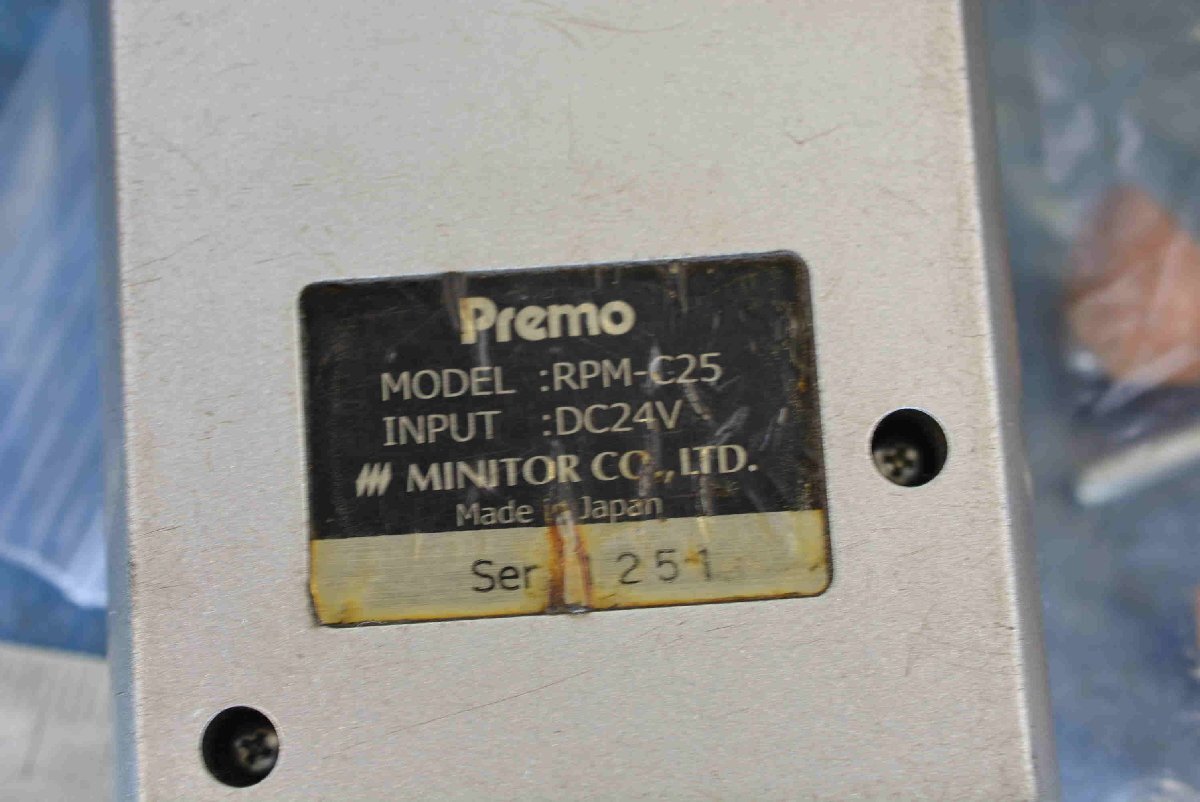 Premo
MODEL :RPM-C25
INPUT :DC24V
MINITOR CO.,LTD.
Made in Japan
Ser 251